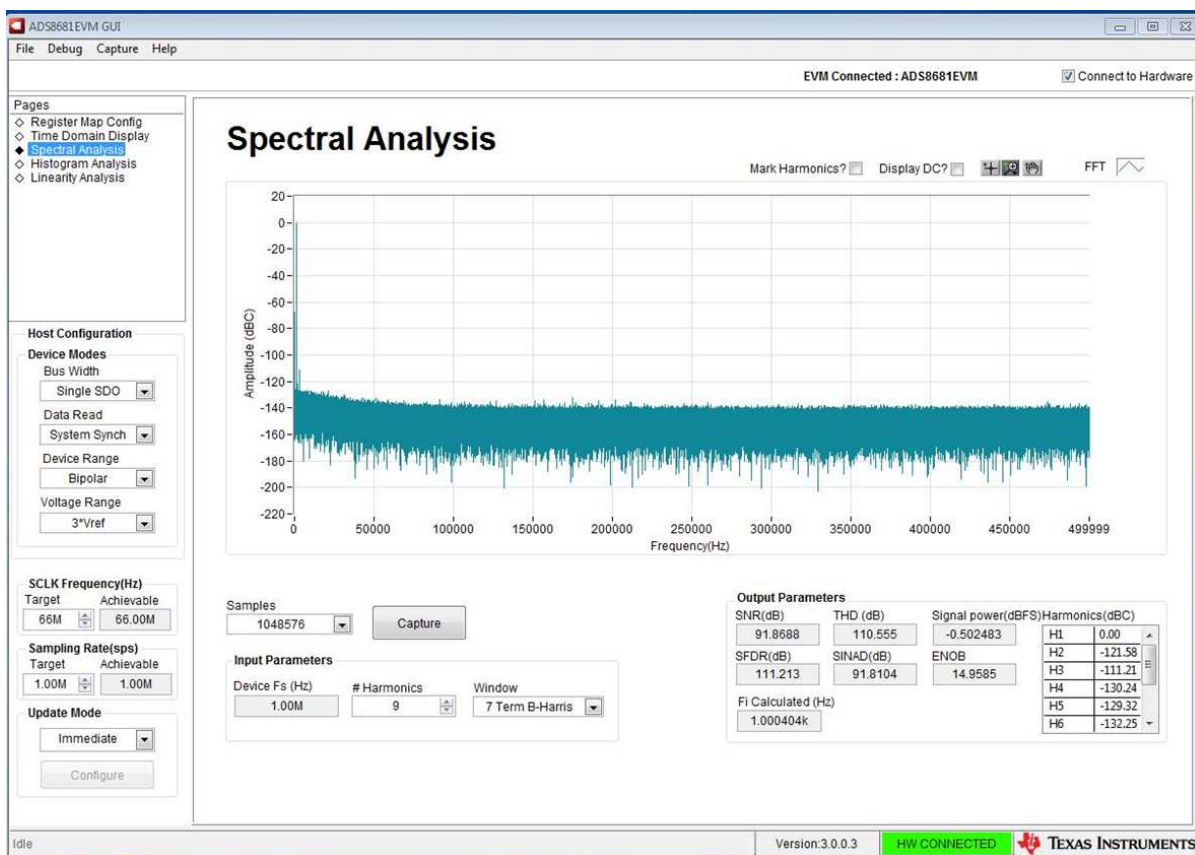 ADS8681EVM GUI
File Debug Capture Help
EVM Connected : ADS8681EVM
Connect to Hardware
Pages
Register Map Config
Time Domain Display
Spectral Analysis
Histogram Analysis
Linearity Analysis
Host Configuration
Device Modes
Bus Width
Single SDO
Data Read
System Synch
Device Range
Bipolar
Voltage Range
3*Vref
SCLK Frequency(Hz)
Target Achievable
66M 66.00M
Sampling Rate(sps)
Target Achievable
1.00M 1.00M
Update Mode
Immediate
Configure
Spectral Analysis
Mark Harmonics? Display DC? FFT
Amplitude (dBC)
20
0
-20
-40
-60
-80
-100
-120
-140
-160
-180
-200
-220
0 50000 100000 150000 200000 250000 300000 350000 400000 450000 499999
Frequency(Hz)
Samples
1048576
Capture
Input Parameters
Device Fs (Hz) # Harmonics Window
1.00M 9 7 Term B-Harris
Output Parameters
SNR(dB) THD (dB) Signal power(dBFS) Harmonics(dBC)
91.8688 110.555 -0.502483
SFDR(dB) SINAD(dB) ENOB
111.213 91.8104 14.9585
Fi Calculated (Hz)
1.000404k
H1 0.00
H2 -121.58
H3 -111.21
H4 -130.24
H5 -129.32
H6 -132.25
Idle
Version:3.0.0.3
HW CONNECTED
TEXAS INSTRUMENTS